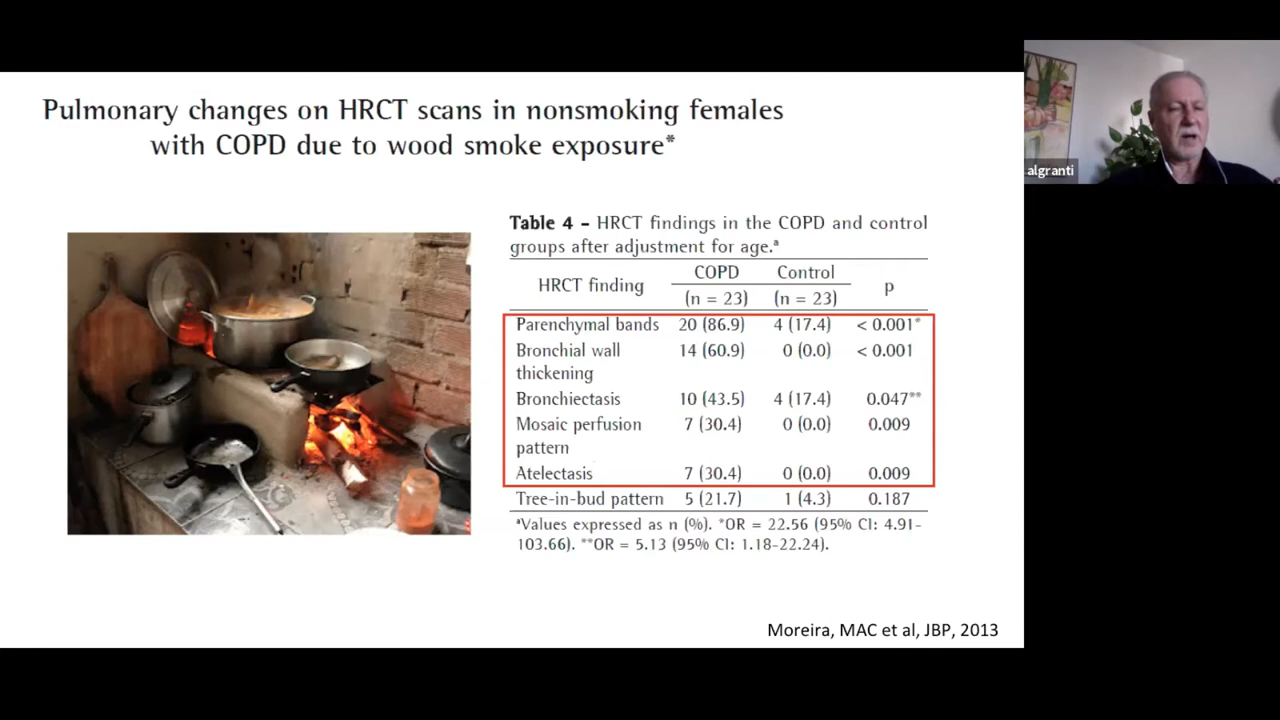 Pulmonary changes on HRCT scans in nonsmoking females
with COPD due to wood smoke exposure*
algranti
Table 4 – HRCT findings in the COPD and control
groups after adjustment for age.ª
HRCT finding COPD Control p
(n = 23) (n = 23)
Parenchymal bands 20 (86.9) 4 (17.4) < 0.001*
Bronchial wall 14 (60.9) 0 (0.0) < 0.001
thickening
Bronchiectasis 10 (43.5) 4 (17.4) 0.047**
Mosaic perfusion 7 (30.4) 0 (0.0) 0.009
pattern
Atelectasis 7 (30.4) 0 (0.0) 0.009
Tree-in-bud pattern 5 (21.7) 1 (4.3) 0.187
ªValues expressed as n (%). *OR = 22.56 (95% CI: 4.91-
103.66). **OR = 5.13 (95% CI: 1.18-22.24).
Moreira, MAC et al, JBP, 2013